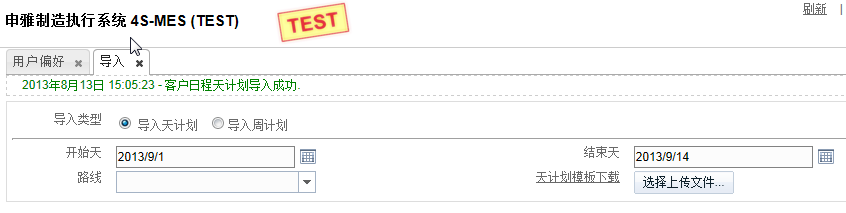 刷新 |
申雅制造执行系统 4S-MES (TEST)
TEST
用户偏好 导入
2013年8月13日 15:05:23 - 客户日程天计划导入成功.
导入类型 导入天计划 导入周计划
开始天 2013/9/1 结束天 2013/9/14
路线 天计划模板下载 选择上传文件...